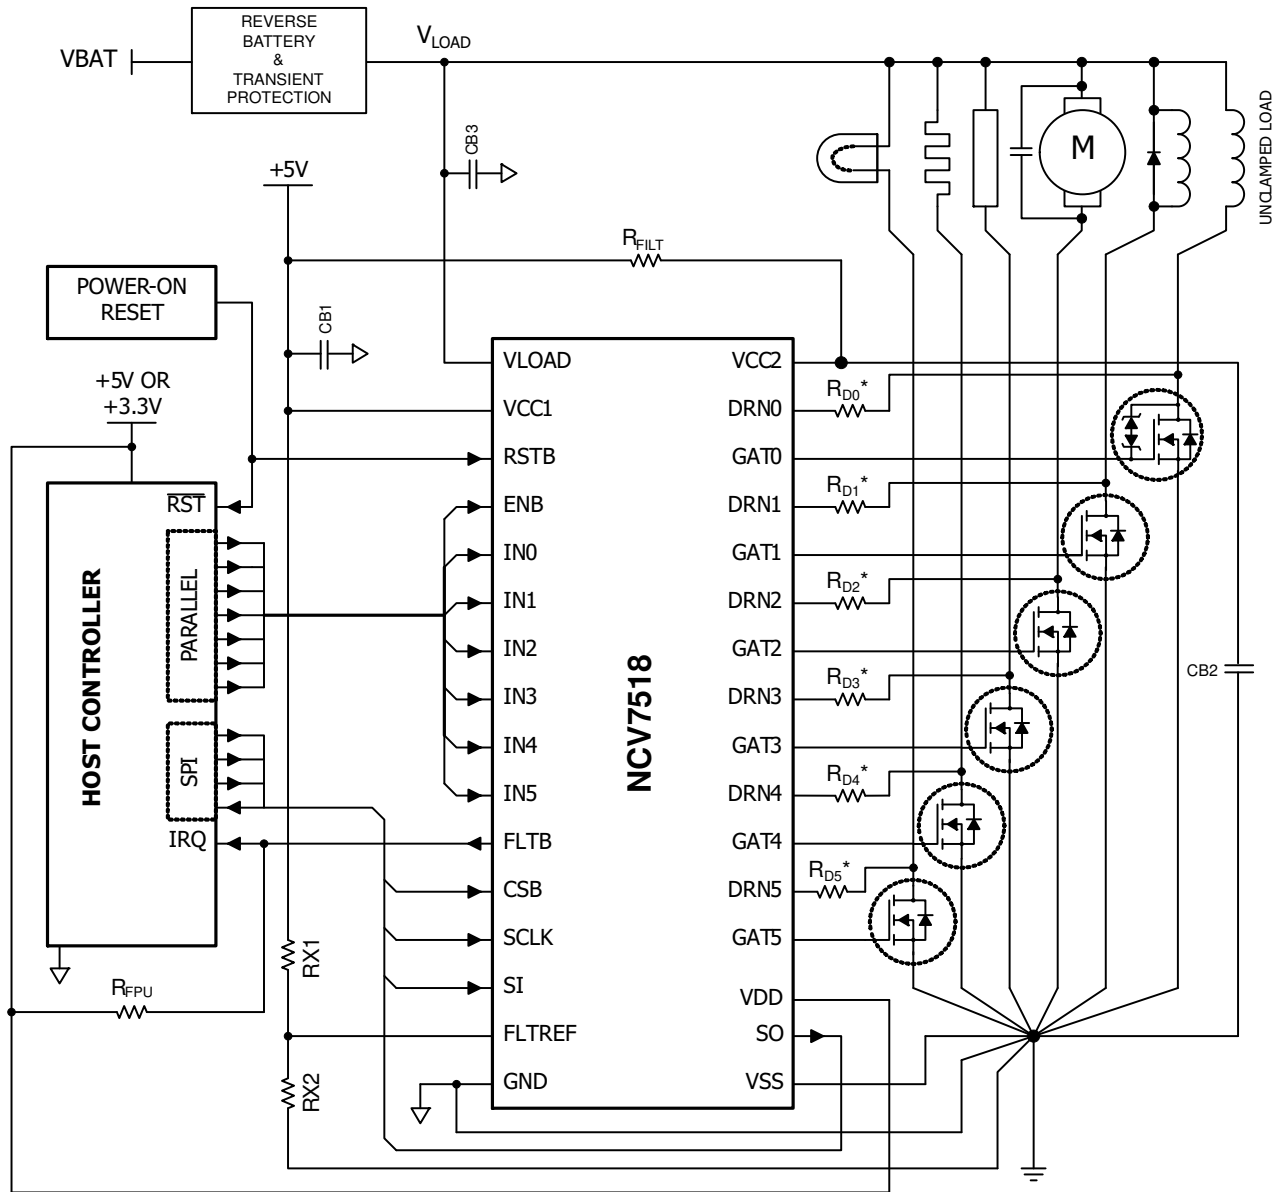 REVERSE
BATTERY
&
TRANSIENT
PROTECTION
VBAT
VLOAD
CB3
+5V
M
UNCLAMPED LOAD
RFILT
POWER-ON
RESET
CB1
+5V OR
+3.3V
HOST CONTROLLER
RST
PARALLEL
SPI
IRQ
RFPU
RX1
RX2
NCV7518
VLOAD
VCC1
RSTB
ENB
IN0
IN1
IN2
IN3
IN4
IN5
FLTB
CSB
SCLK
SI
FLTREF
GND
VCC2
DRN0
GAT0
DRN1
GAT1
DRN2
GAT2
DRN3
GAT3
DRN4
GAT4
DRN5
GAT5
VDD
SO
VSS
RD0*
RD1*
RD2*
RD3*
RD4*
RD5*
CB2